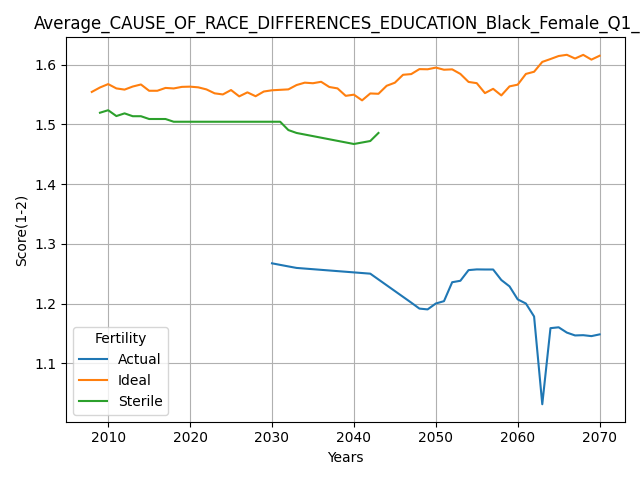 Average_CAUSE_OF_RACE_DIFFERENCES_EDUCATION_Black_Female_Q1_
Score(1-2)
1.6
1.5
1.4
1.3
1.2
1.1
Fertility
Actual
Ideal
Sterile
2010 2020 2030 2040 2050 2060 2070
Years